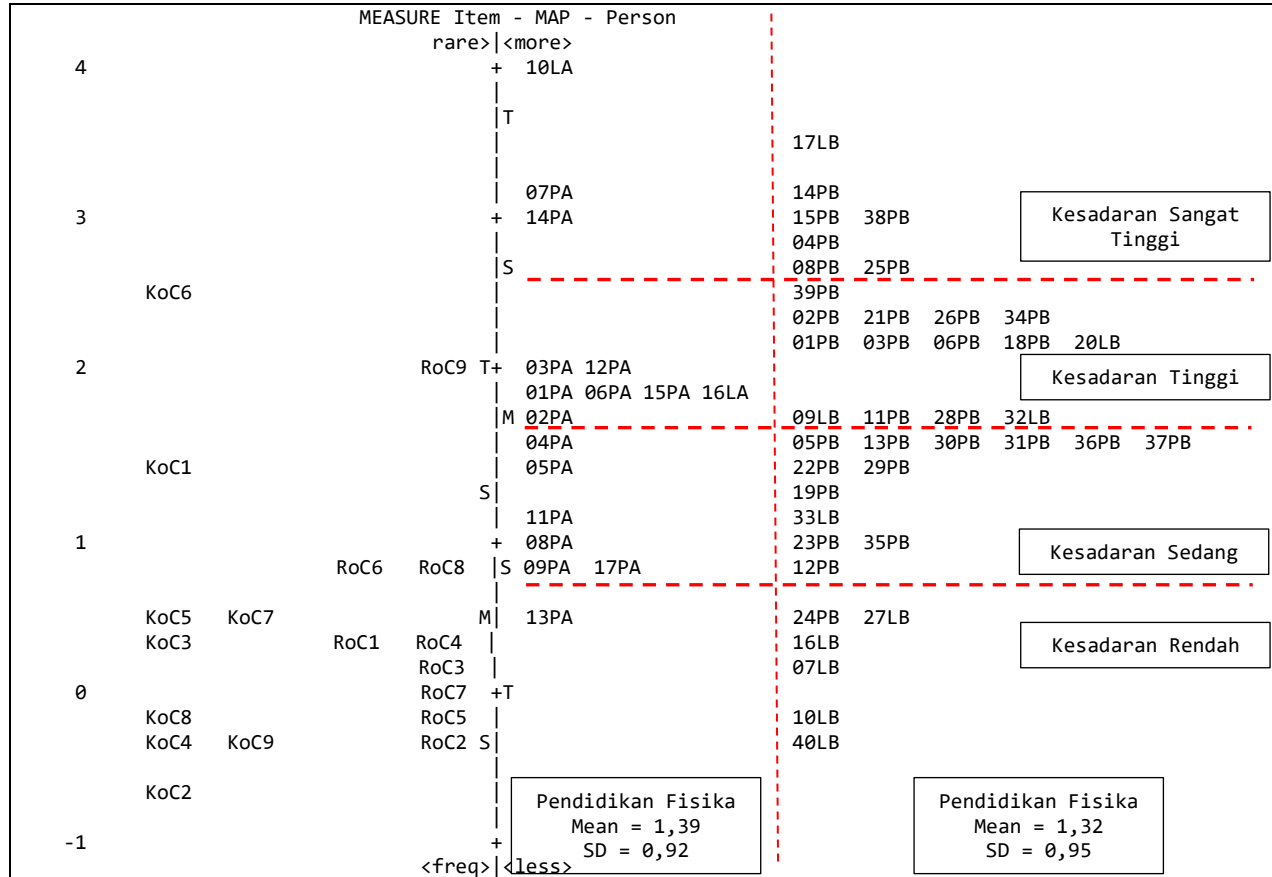 MEASURE Item - MAP - Person
rare>|<more>
4 + 10LA
|
|T
| 17LB
|
| 07PA 14PB
3 + 14PA 15PB 38PB Kesadaran Sangat
| 04PB Tinggi
|S 08PB 25PB
KoC6 | 39PB
| 02PB 21PB 26PB 34PB
| 01PB 03PB 06PB 18PB 20LB
2 RoC9 T+ 03PA 12PA Kesadaran Tinggi
| 01PA 06PA 15PA 16LA
|M 02PA 09LB 11PB 28PB 32LB
| 04PA 05PB 13PB 30PB 31PB 36PB 37PB
KoC1 | 05PA 22PB 29PB
S| 19PB
| 11PA 33LB
1 + 08PA 23PB 35PB Kesadaran Sedang
RoC6 RoC8 |S 09PA 17PA 12PB
|
KoC5 KoC7 M| 13PA 24PB 27LB
KoC3 RoC1 RoC4 | 16LB Kesadaran Rendah
RoC3 | 07LB
0 RoC7 +T
KoC8 RoC5 | 10LB
KoC4 KoC9 RoC2 S| 40LB
|
KoC2 | Pendidikan Fisika Pendidikan Fisika
| Mean = 1,39 Mean = 1,32
-1 + SD = 0,92 SD = 0,95
<freq>|<less>